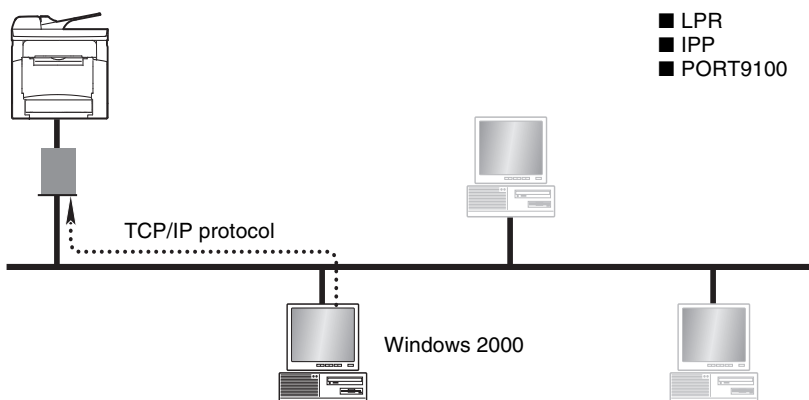 ■ LPR
■ IPP
■ PORT9100
TCP/IP protocol
Windows 2000